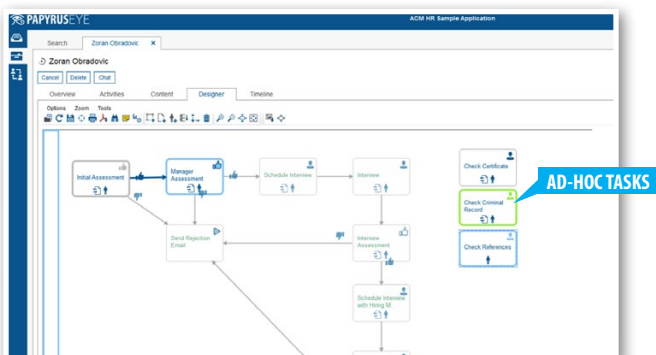 PAPYRUSEYE
ACM HR Sample Application
Search
Zoran Obradovic
Zoran Obradovic
Cancel Delete Chat
Overview Activities Content Designer Timeline
Options Zoom Tools
Initial Assessment
Manager
Assessment
Schedule Interview
Interview
Check Certificate
AD-HOC TASKS
Check Criminal
Record
Send Rejection
Email
Interview
Assessment
Check References
Schedule Interview
with Hiring M...